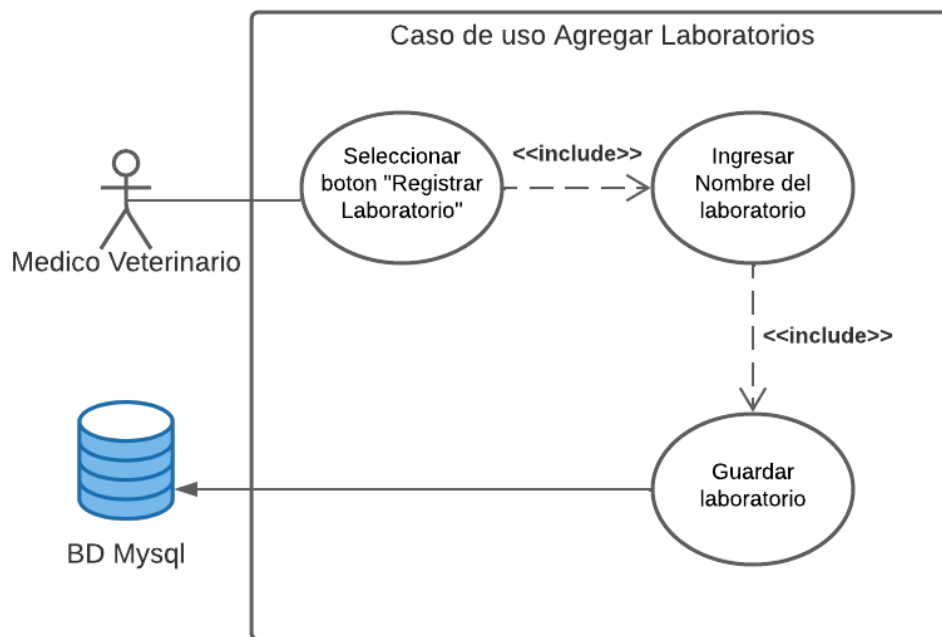 Caso de uso Agregar Laboratorios
Seleccionar
boton "Registrar
Laboratorio"
<<include>>
Ingresar
Nombre del
laboratorio
Medico Veterinario
<<include>>
Guardar
laboratorio
BD Mysql